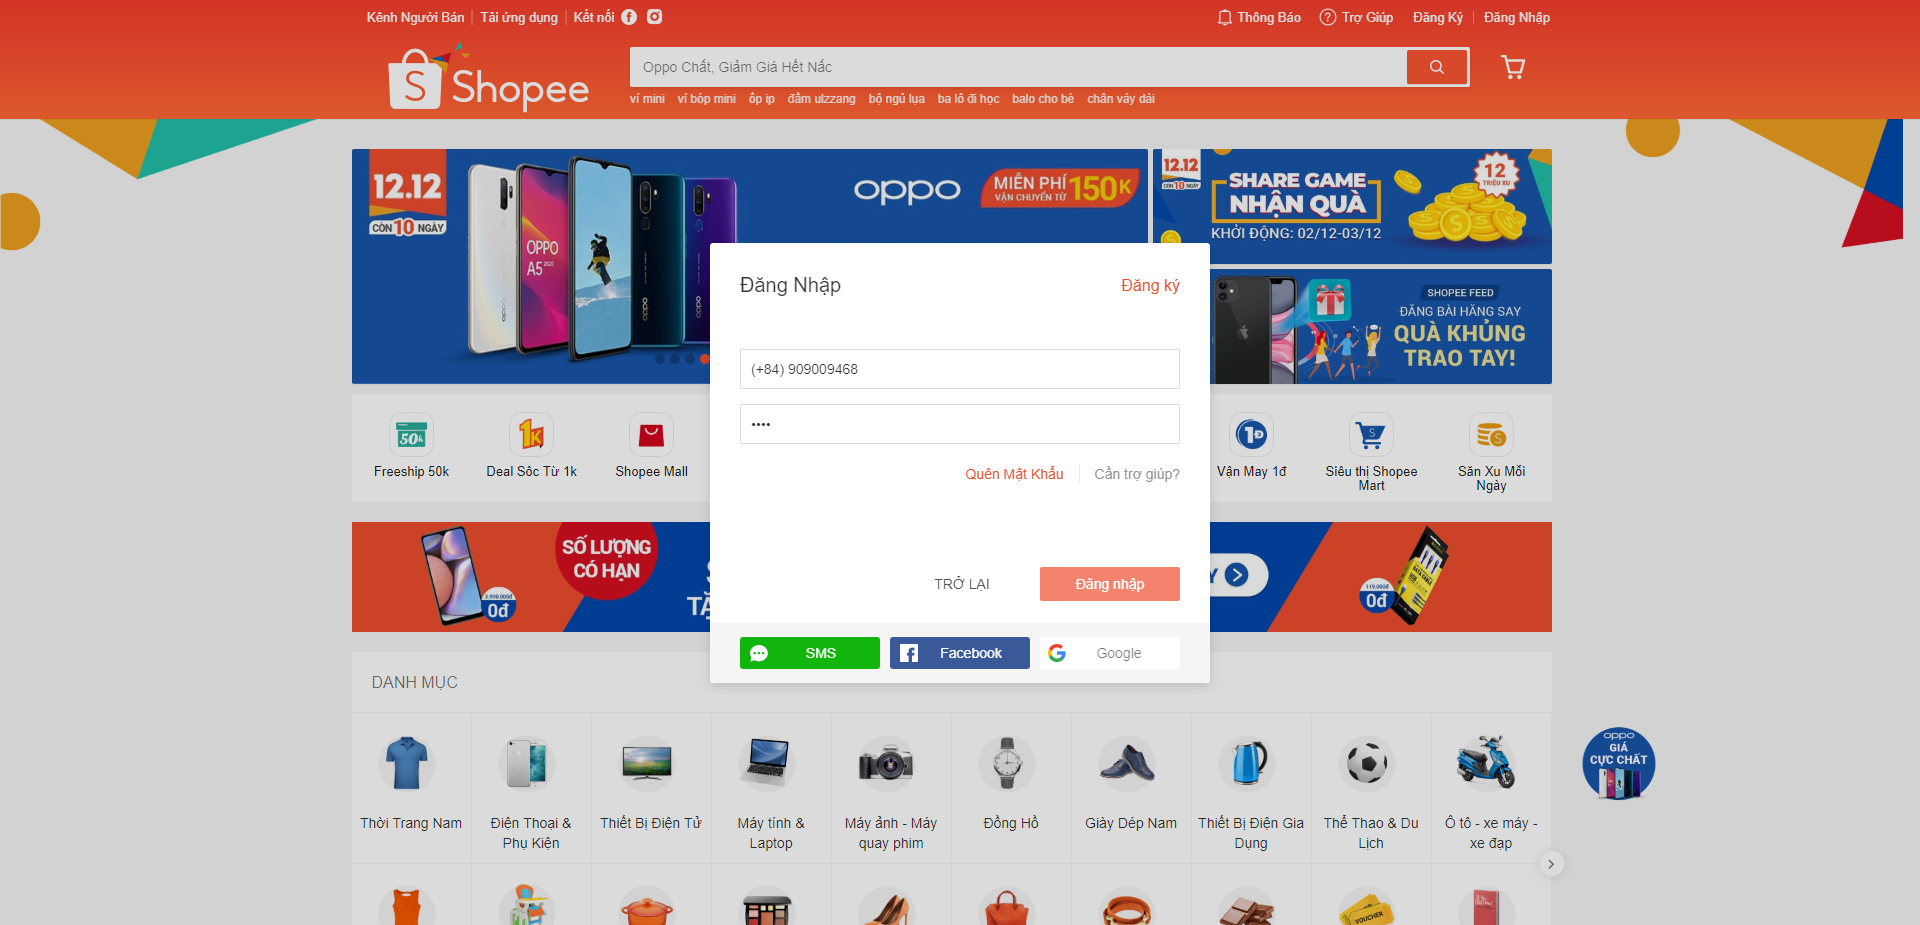 Kênh Người Bán
Tải ứng dụng
Kết nối
Thông Báo
Trợ Giúp
Đăng Ký
Đăng Nhập
Shopee
Oppo Chất, Giảm Giá Hết Nấc
ví mini
ví bóp mini
ốp ip
đầm ulzzang
bộ ngủ lụa
ba lô đi học
balo cho bé
chân váy dài
12.12
CÒN 10 NGÀY
OPPO
A5 2020
oppo
MIỄN PHÍ
VẬN CHUYỂN TỪ
150K
12.12
CÒN 10 NGÀY
SHARE GAME
NHẬN QUÀ
KHỞI ĐỘNG: 02/12-03/12
12
TRIỆU XU
SHOPEE FEED
ĐĂNG BÀI HĂNG SAY
QUÀ KHỦNG
TRAO TAY!
Đăng Nhập
Đăng ký
(+84) 909009468
••••
Quên Mật Khẩu
Cần trợ giúp?
TRỞ LẠI
Đăng nhập
SMS
Facebook
Google
50k
1K
1Đ
Freeship 50k
Deal Sốc Từ 1k
Shopee Mall
Vận May 1đ
Siêu thị Shopee
Mart
Săn Xu Mỗi
Ngày
SỐ LƯỢNG
CÓ HẠN
3.990.000đ
0đ
119.000đ
0đ
DANH MỤC
Thời Trang Nam
Điện Thoại &
Phụ Kiện
Thiết Bị Điện Tử
Máy tính &
Laptop
Máy ảnh - Máy
quay phim
Đồng Hồ
Giày Dép Nam
Thiết Bị Điện Gia
Dụng
Thể Thao & Du
Lịch
Ô tô - xe máy -
xe đạp
oppo
GIÁ
CỰC CHẤT
VOUCHER